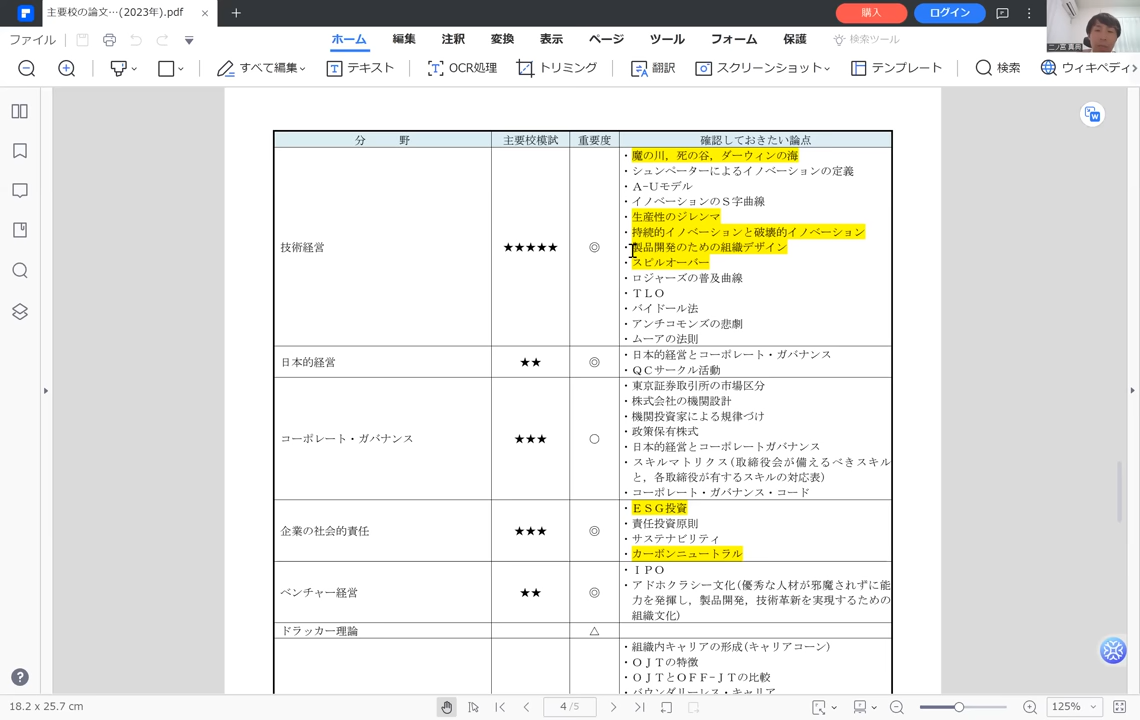 主要校の論文…(2023年).pdf
購入
ログイン
ファイル
ホーム
編集
注釈
変換
表示
ページ
ツール
フォーム
保護
検索ツール
二ノ宮
すべて編集
テキスト
OCR処理
トリミング
翻訳
スクリーンショット
テンプレート
検索
ウィキペディ
分　野　主要校模試　重要度　確認しておきたい論点
技術経営　★★★★★　◎
・魔の川，死の谷，ダーウィンの海
・シュンペーターによるイノベーションの定義
・Ａ-Ｕモデル
・イノベーションのＳ字曲線
・生産性のジレンマ
・持続的イノベーションと破壊的イノベーション
・製品開発のための組織デザイン
・スピルオーバー
・ロジャーズの普及曲線
・ＴＬＯ
・バイドール法
・アンチコモンズの悲劇
・ムーアの法則
日本的経営　★★　◎
・日本的経営とコーポレート・ガバナンス
・ＱＣサークル活動
コーポレート・ガバナンス　★★★　○
・東京証券取引所の市場区分
・株式会社の機関設計
・機関投資家による規律づけ
・政策保有株式
・日本的経営とコーポレートガバナンス
・スキルマトリクス(取締役会が備えるべきスキル
と，各取締役が有するスキルの対応表)
・コーポレート・ガバナンス・コード
企業の社会的責任　★★★　◎
・ＥＳＧ投資
・責任投資原則
・サステナビリティ
・カーボンニュートラル
ベンチャー経営　★★　◎
・ＩＰＯ
・アドホクラシー文化(優秀な人材が邪魔されずに能
力を発揮し，製品開発，技術革新を実現するための
組織文化)
ドラッカー理論　△
・組織内キャリアの形成(キャリアコーン)
・ＯＪＴの特徴
・ＯＪＴとＯＦＦ-ＪＴの比較
・バウンダリーレス・キャリア
18.2 x 25.7 cm
4 /5
125%